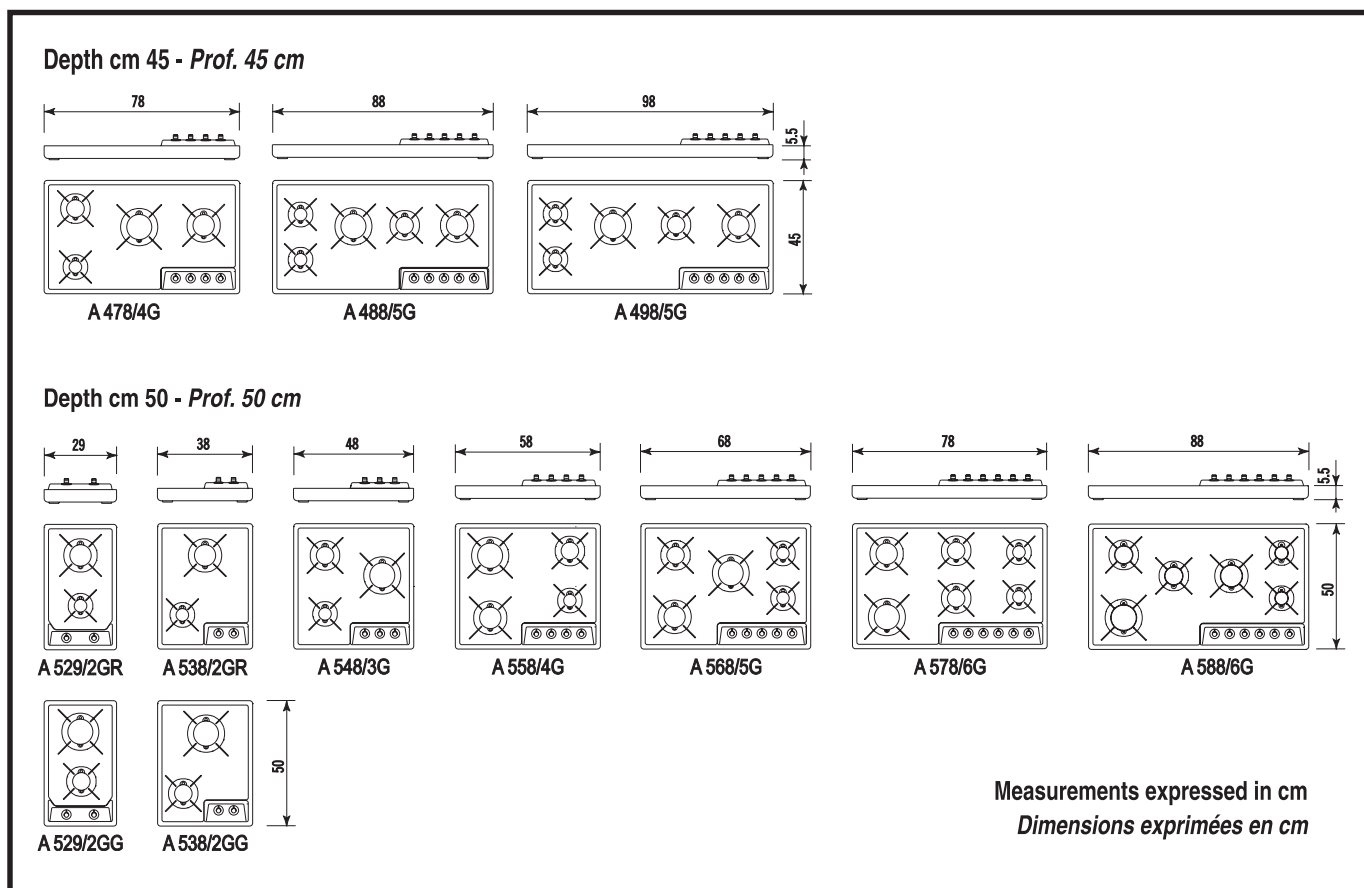 Depth cm 45 - Prof. 45 cm
78 88 98
5.5
45
A 478/4G A 488/5G A 498/5G
Depth cm 50 - Prof. 50 cm
29 38 48 58 68 78 88
5.5
50
A 529/2GR A 538/2GR A 548/3G A 558/4G A 568/5G A 578/6G A 588/6G
50
A 529/2GG A 538/2GG
Measurements expressed in cm
Dimensions exprimées en cm